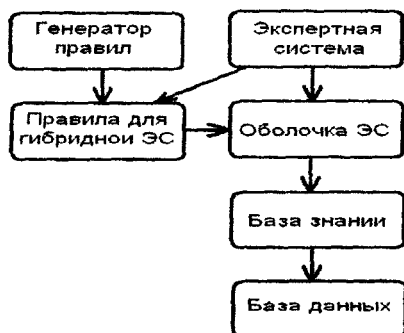 Генератор
правил
Экспертная
система
Правила для
гибриднои ЭС
Оболочка ЭС
База знании
База данных